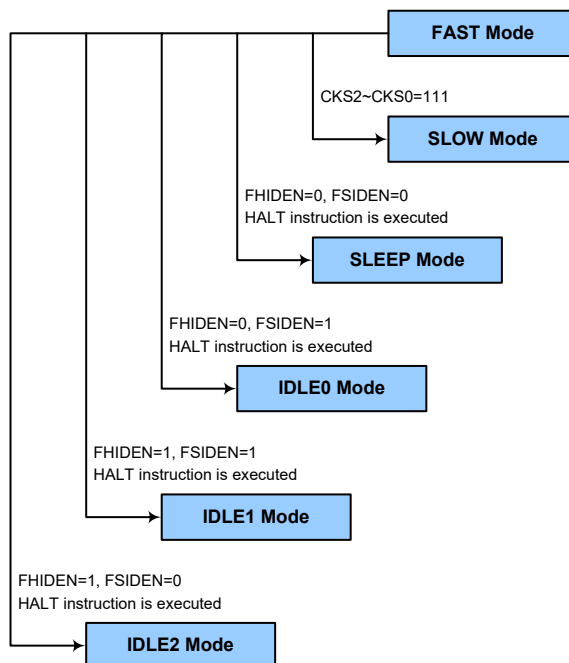 FAST Mode
CKS2~CKS0=111
SLOW Mode
FHIDEN=0, FSIDEN=0
HALT instruction is executed
SLEEP Mode
FHIDEN=0, FSIDEN=1
HALT instruction is executed
IDLE0 Mode
FHIDEN=1, FSIDEN=1
HALT instruction is executed
IDLE1 Mode
FHIDEN=1, FSIDEN=0
HALT instruction is executed
IDLE2 Mode